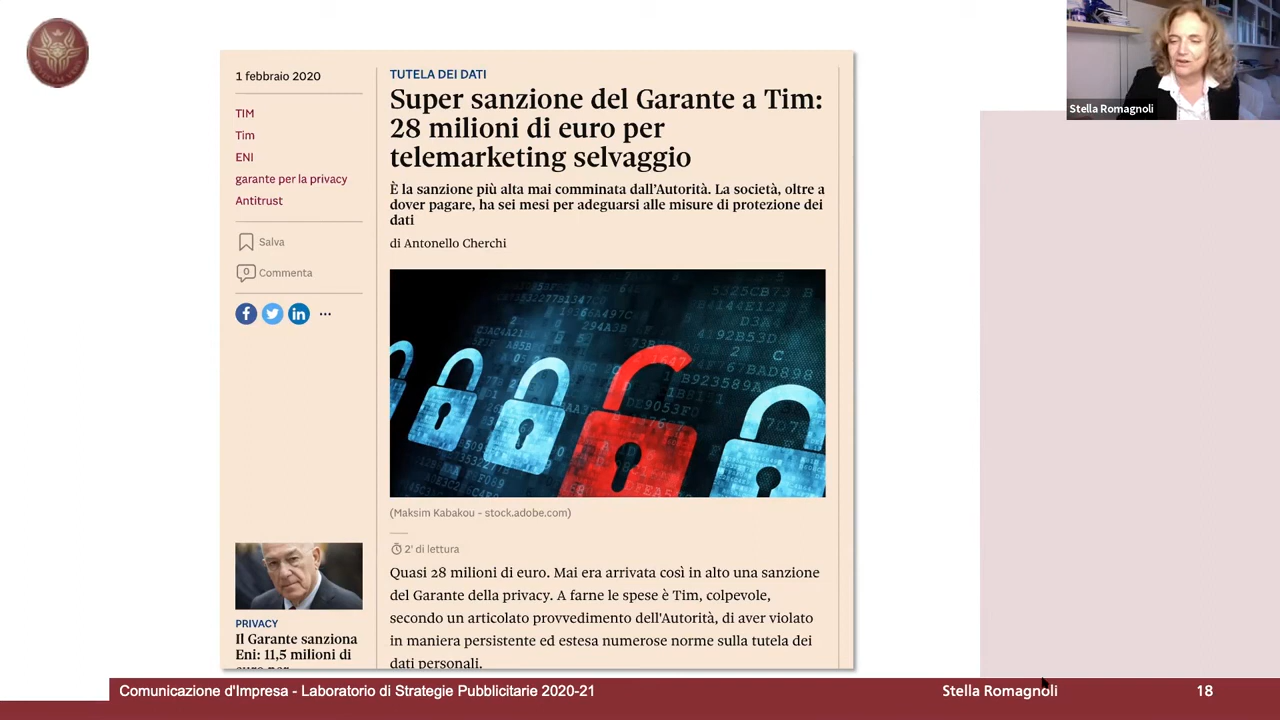 Stella Romagnoli
1 febbraio 2020
TIM
Tim
ENI
garante per la privacy
Antitrust
Salva
0 Commenta
TUTELA DEI DATI
Super sanzione del Garante a Tim:
28 milioni di euro per
telemarketing selvaggio
È la sanzione più alta mai comminata dall'Autorità. La società, oltre a
dover pagare, ha sei mesi per adeguarsi alle misure di protezione dei
dati
di Antonello Cherchi
(Maksim Kabakou - stock.adobe.com)
2' di lettura
Quasi 28 milioni di euro. Mai era arrivata così in alto una sanzione
del Garante della privacy. A farne le spese è Tim, colpevole,
secondo un articolato provvedimento dell'Autorità, di aver violato
in maniera persistente ed estesa numerose norme sulla tutela dei
dati personali.
PRIVACY
Il Garante sanziona
Eni: 11,5 milioni di
Comunicazione d'Impresa - Laboratorio di Strategie Pubblicitarie 2020-21
Stella Romagnoli
18